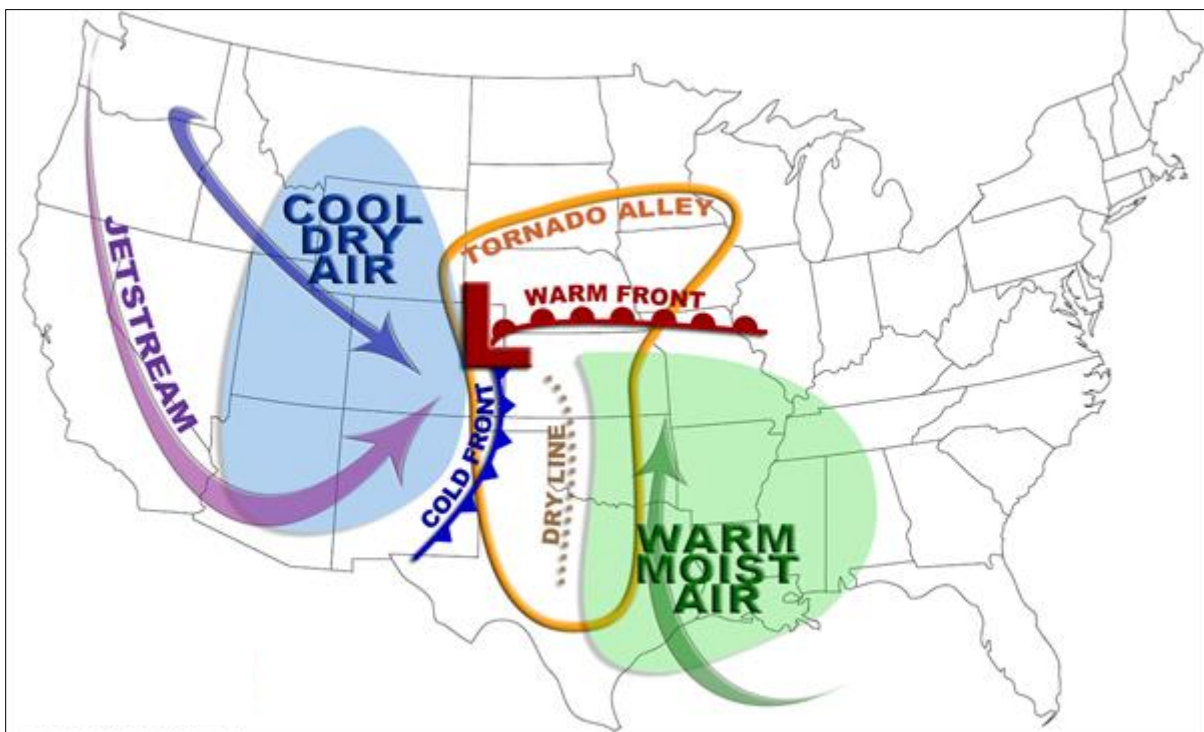 COOL
DRY
AIR
TORNADO ALLEY
JETSTREAM
L
WARM FRONT
COLD FRONT
DRY LINE
WARM
MOIST
AIR